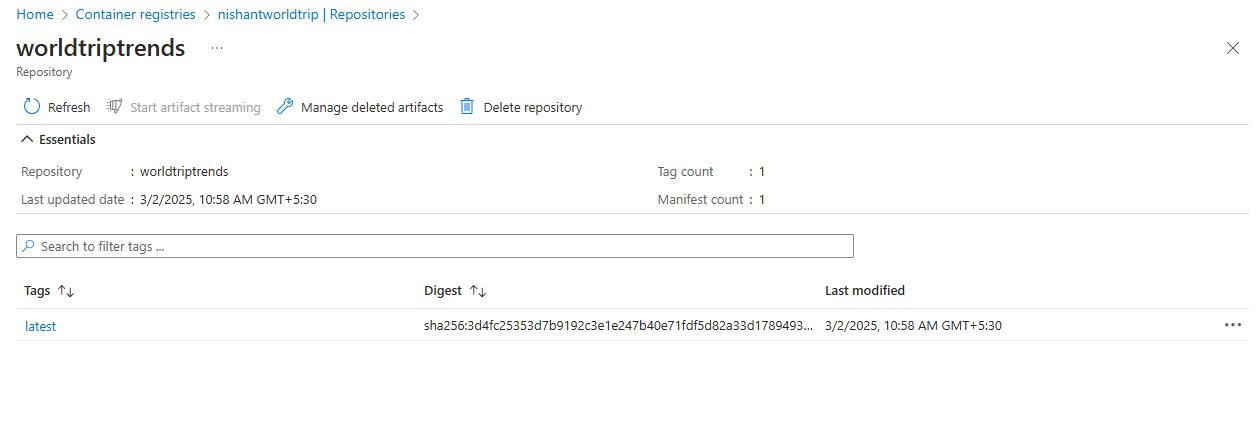 Home > Container registries > nishantworldtrip | Repositories >
worldtriptrends ...
Repository
Refresh Start artifact streaming Manage deleted artifacts Delete repository
Essentials
Repository : worldtriptrends Tag count : 1
Last updated date : 3/2/2025, 10:58 AM GMT+5:30 Manifest count : 1
Search to filter tags ...
Tags Digest Last modified
latest sha256:3d4fc25353d7b9192c3e1e247b40e71fdf5d82a33d1789493... 3/2/2025, 10:58 AM GMT+5:30